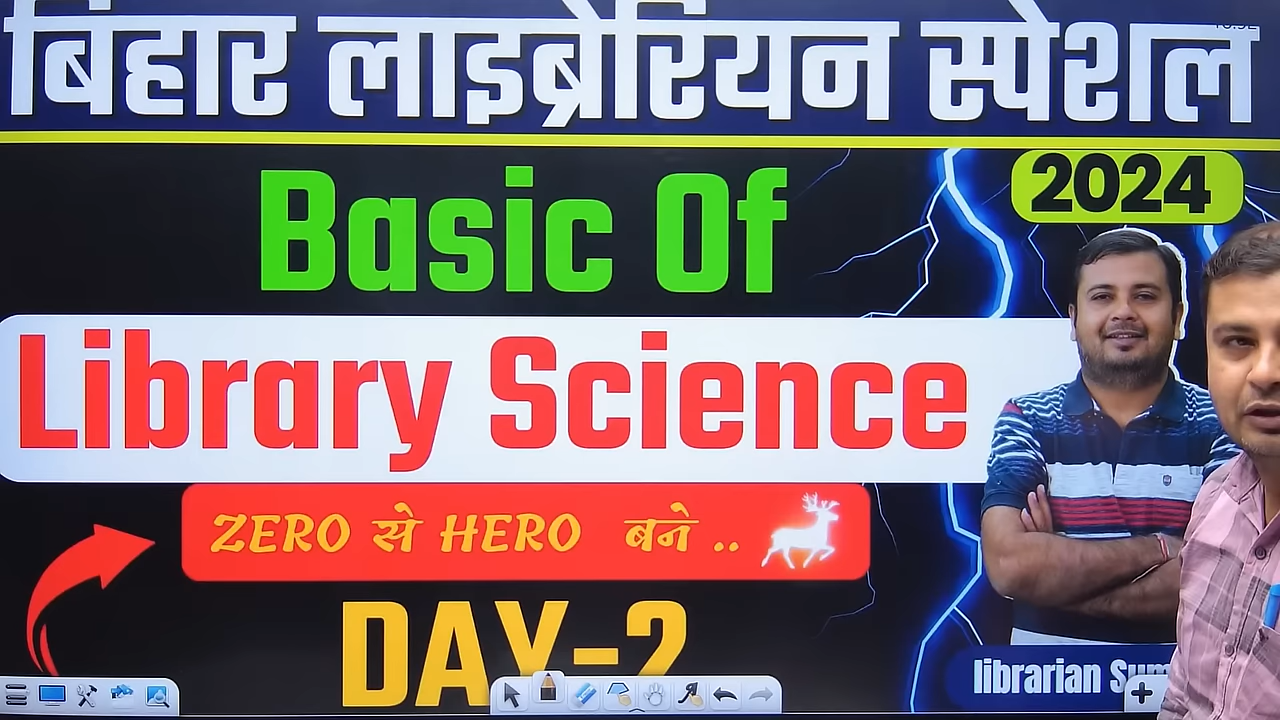 बिहार लाइब्रेरियन स्पेशल
2024
Basic Of
Library Science
ZERO से HERO बने ..
DAY-2
librarian